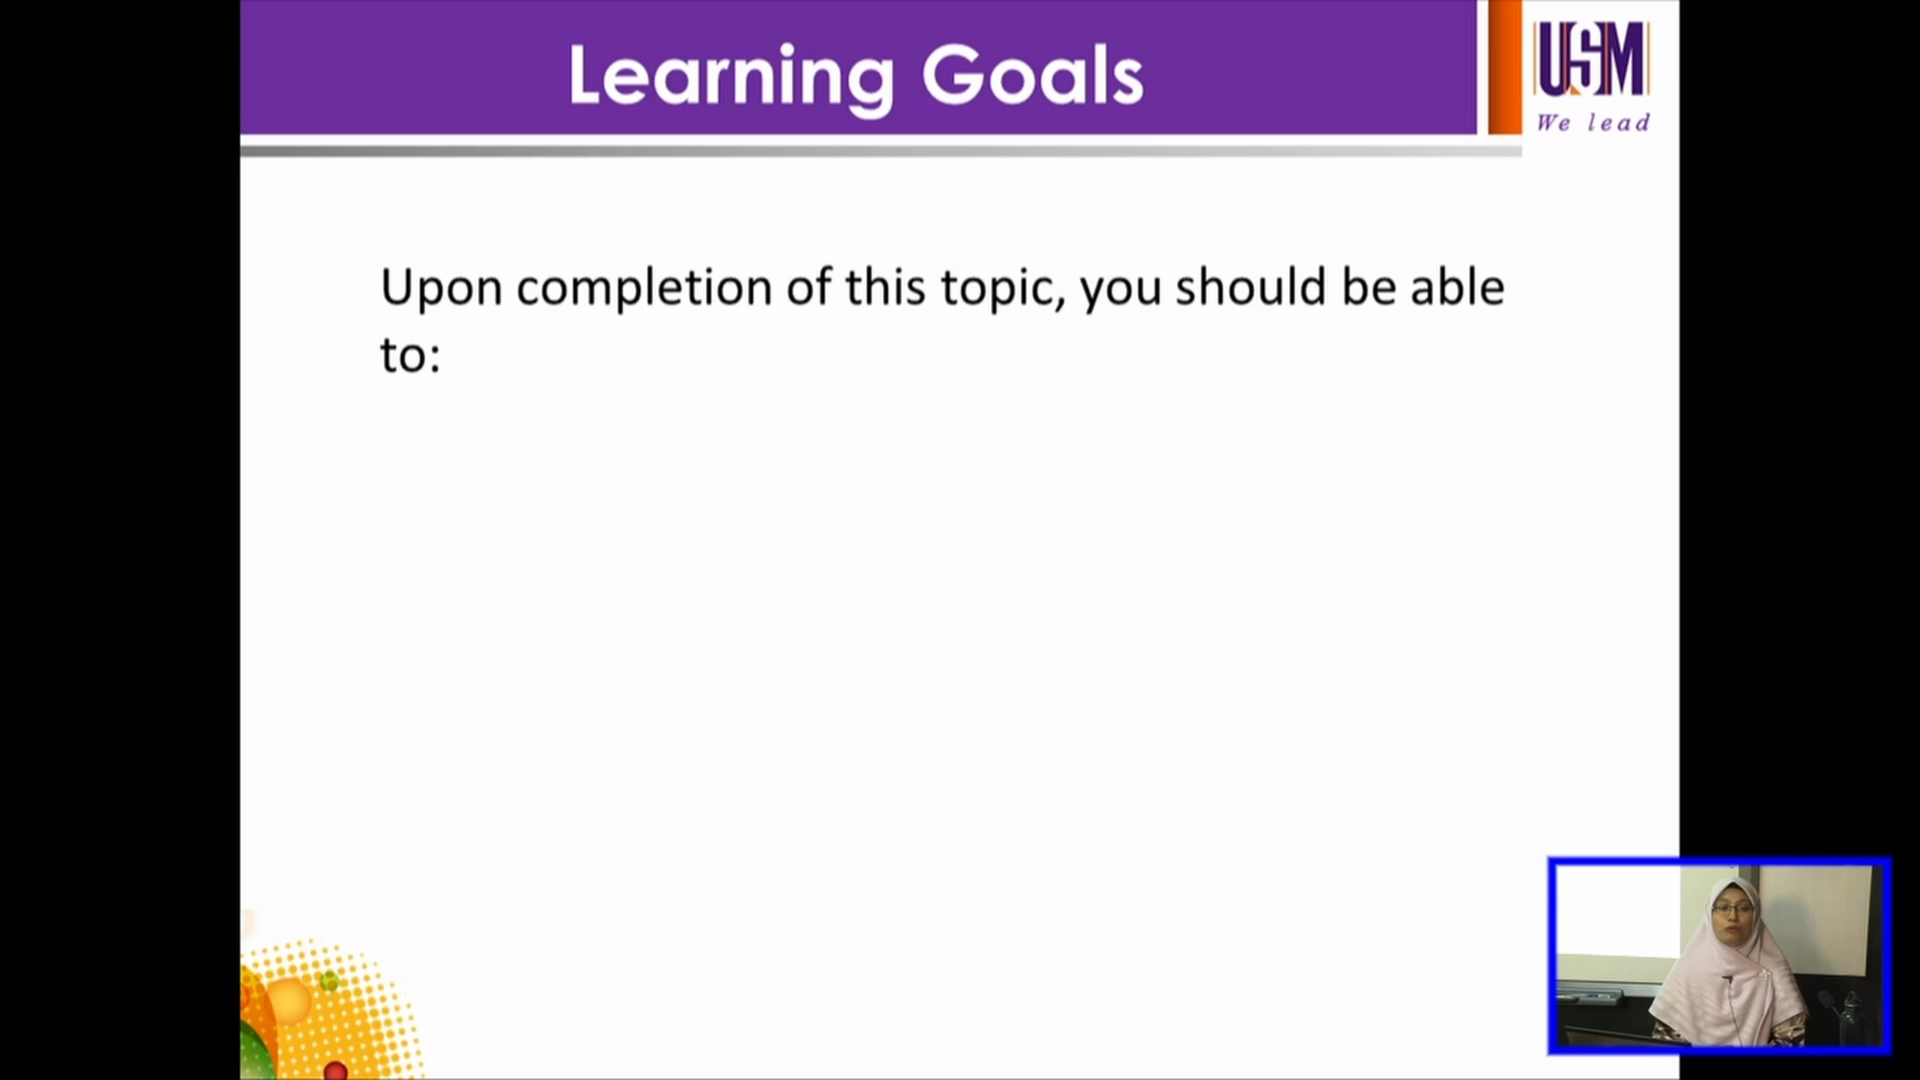 Learning Goals
USM
We lead
Upon completion of this topic, you should be able
to: